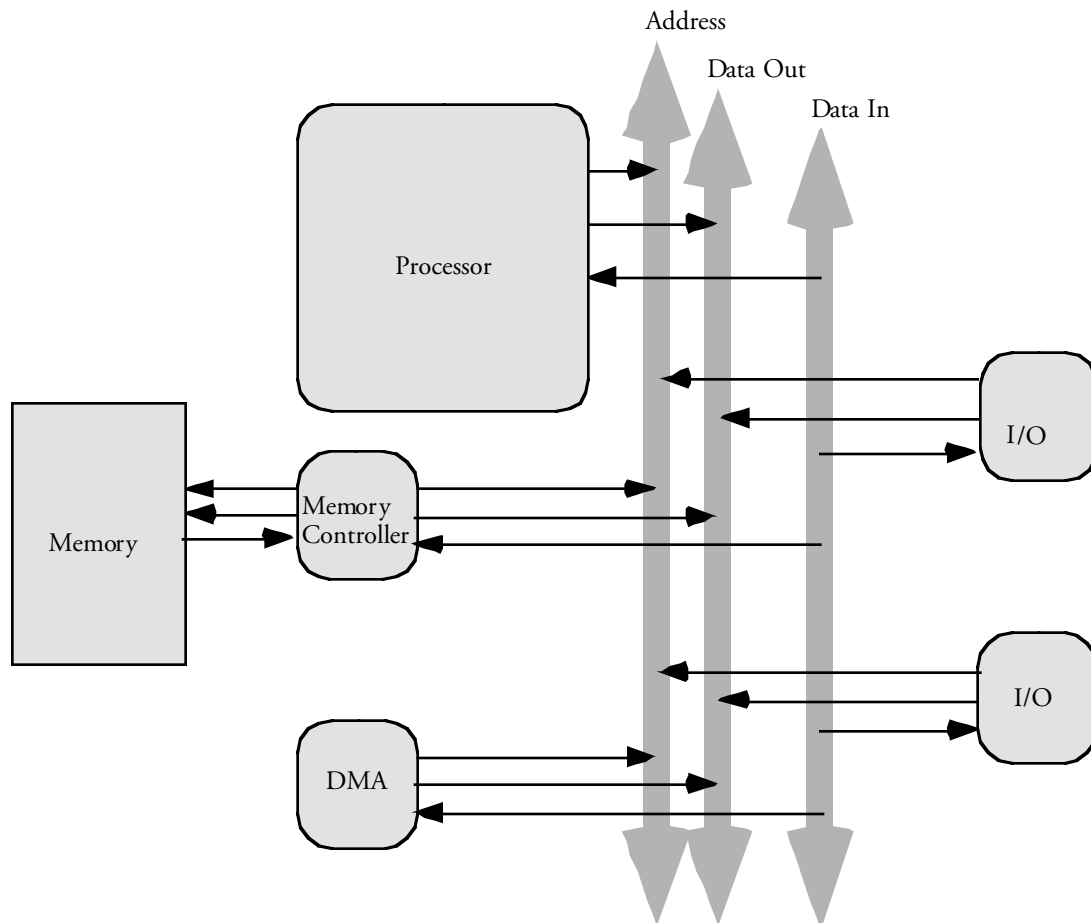 Address
Data Out
Data In
Processor
I/O
Memory
Controller
Memory
I/O
DMA